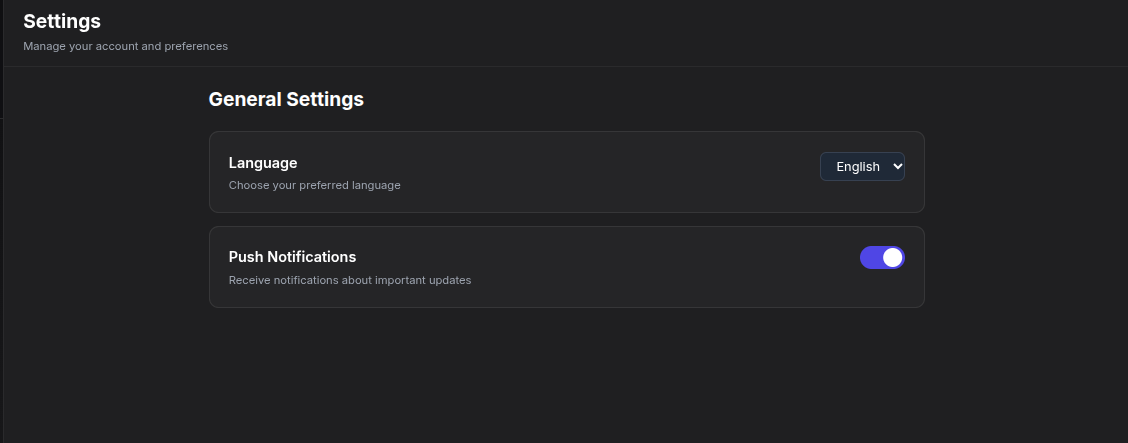 Settings
Manage your account and preferences
General Settings
Language
Choose your preferred language
English
Push Notifications
Receive notifications about important updates